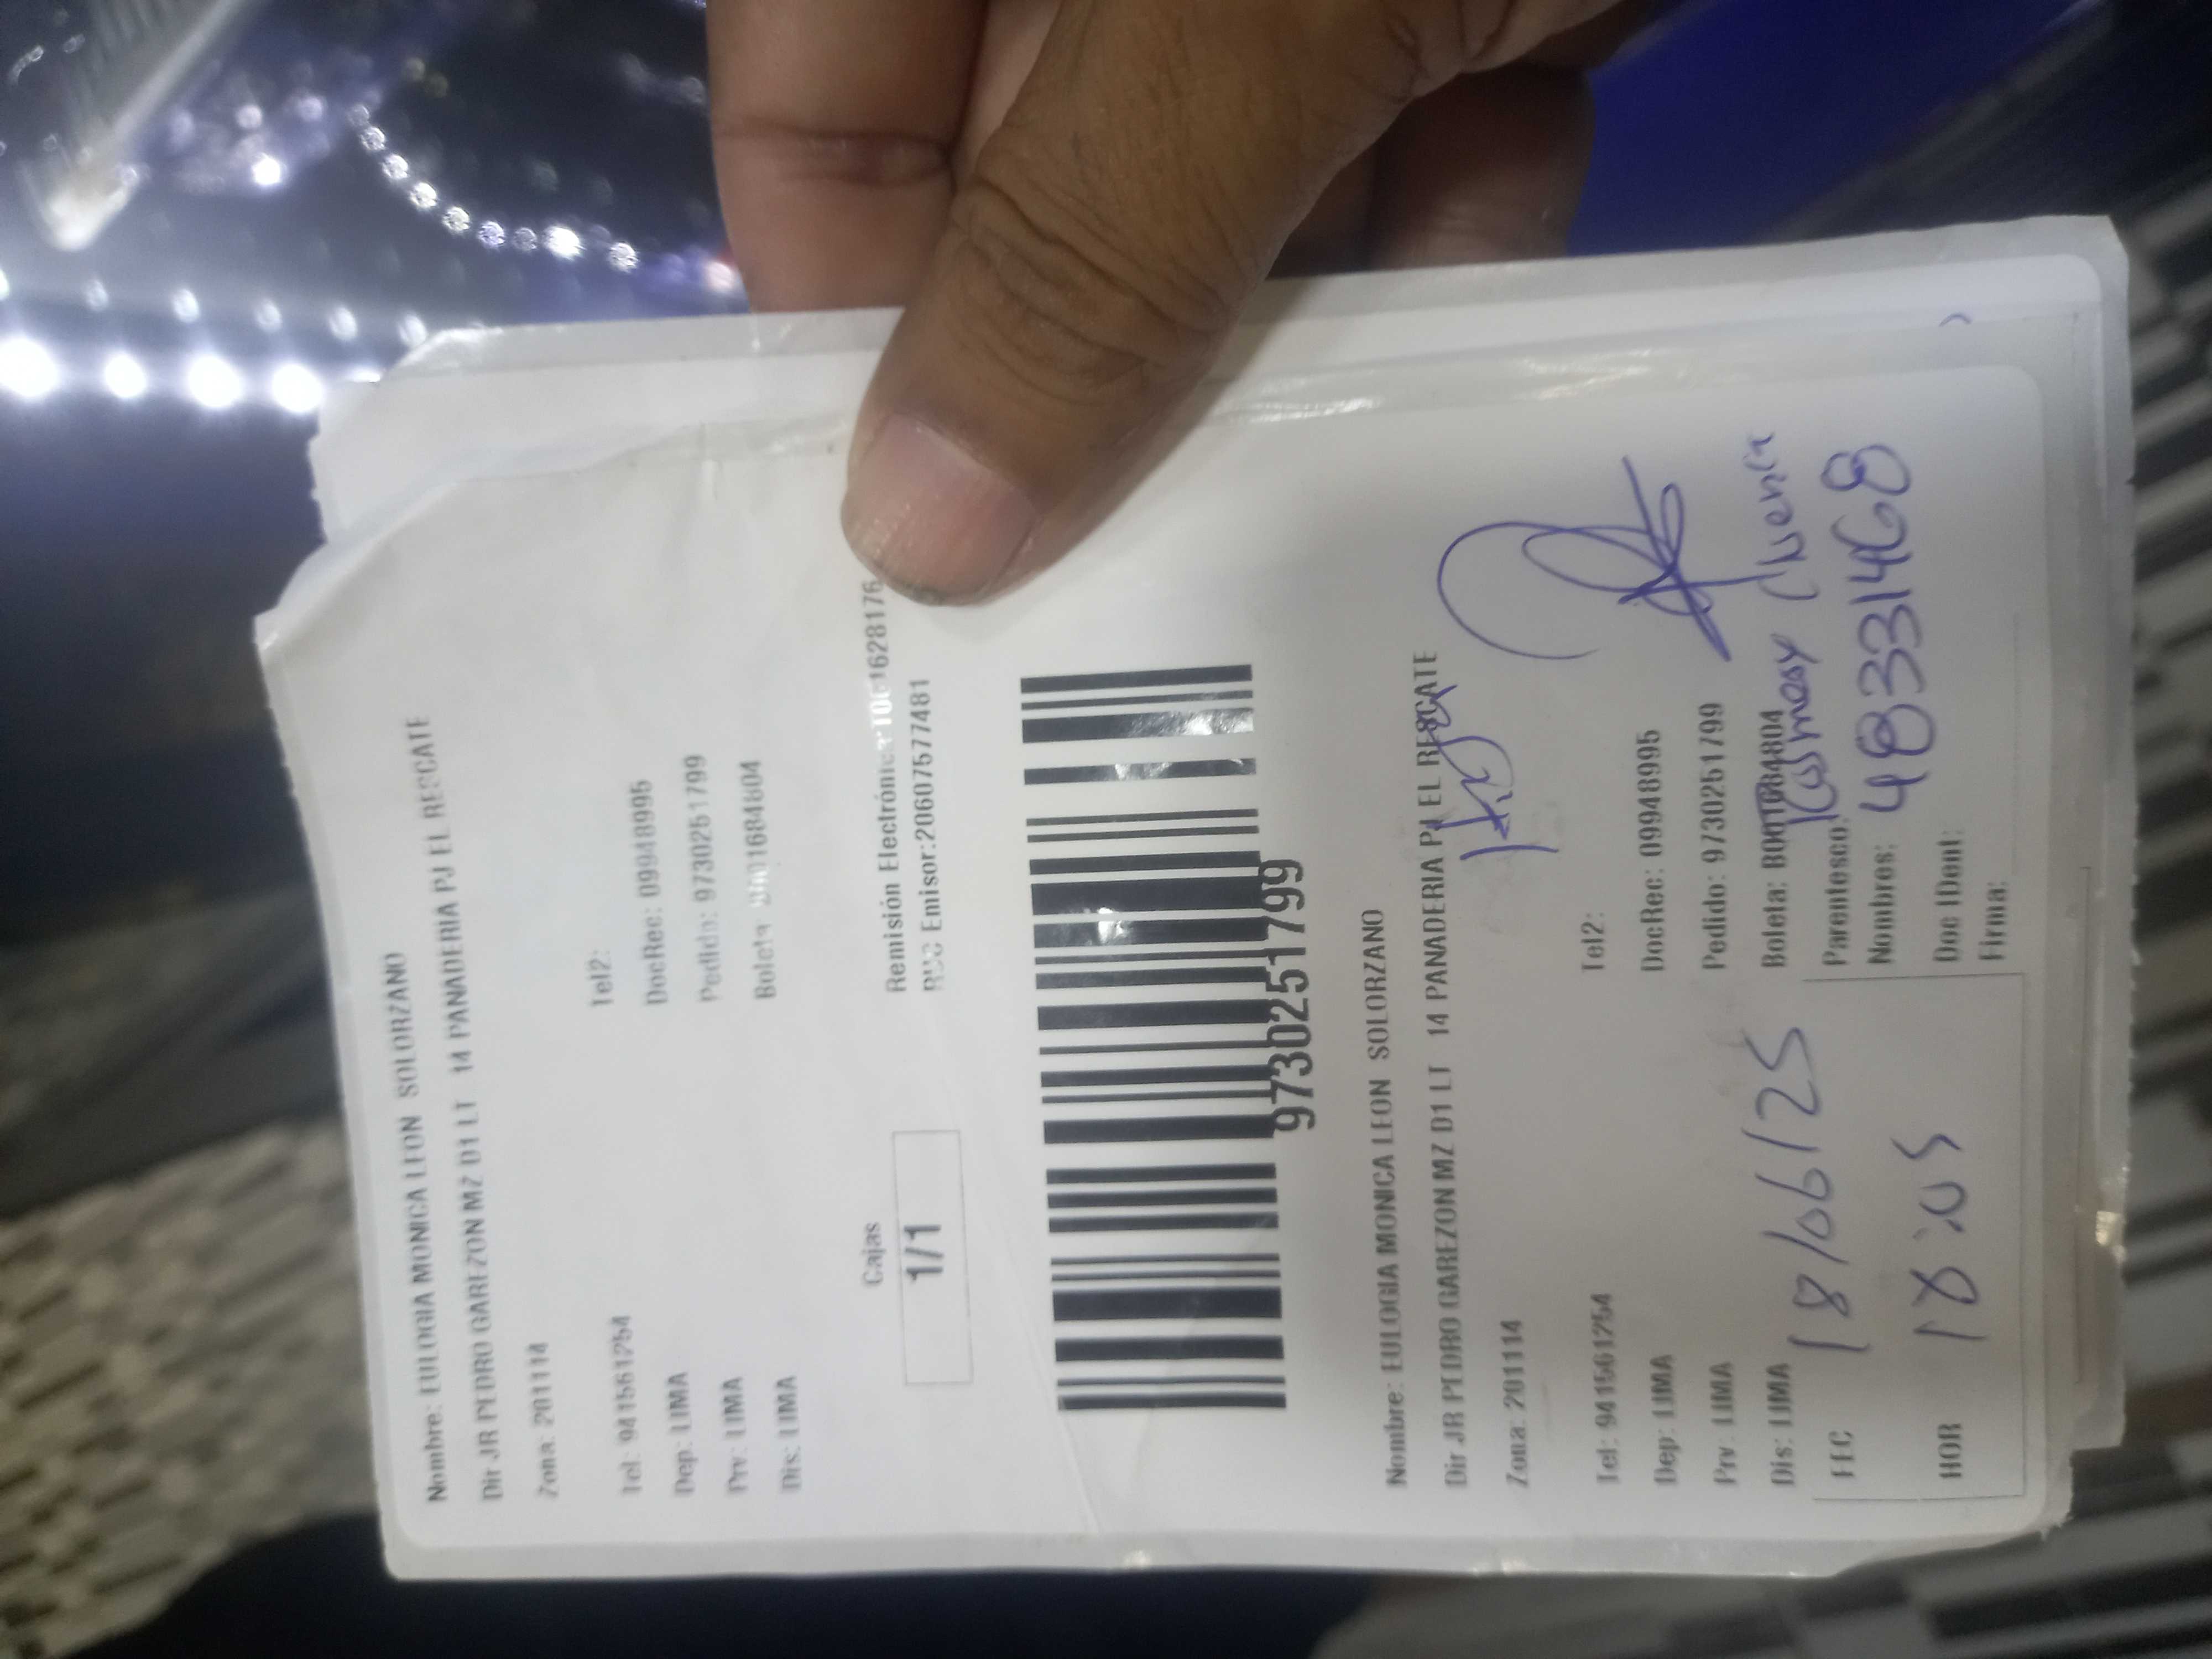 Nombre: EULOGIA MONICA LEON SOLORZANO
Dir JR PEDRO GAREZON MZ D1 LT 14 PANADERIA PJ EL RESCATE
Zona: 201114
Tel: 941561254 Tel2:
Dep: LIMA DocRec: 09948995
Prv: LIMA Pedido: 9730251799
Dis: LIMA Boleta
Cajas Remisión
1/1 Emisor:20607577481
9730251799
Nombre: EULOGIA MONICA LEON SOLORZANO
Dir JR PEDRO GAREZON MZ D1 LT 14 PANADERIA PJ EL RESCATE
Zona: 201114
Hija
Tel: 941561254 Tel2:
Dep: LIMA DocRec: 09948995
Prv: LIMA Pedido: 9730251799
Dis: LIMA Boleta:
FEC 18/06/25 Parentesco:
Nombres:
48331468
HOR 18:05 Doc IDent:
Firma: